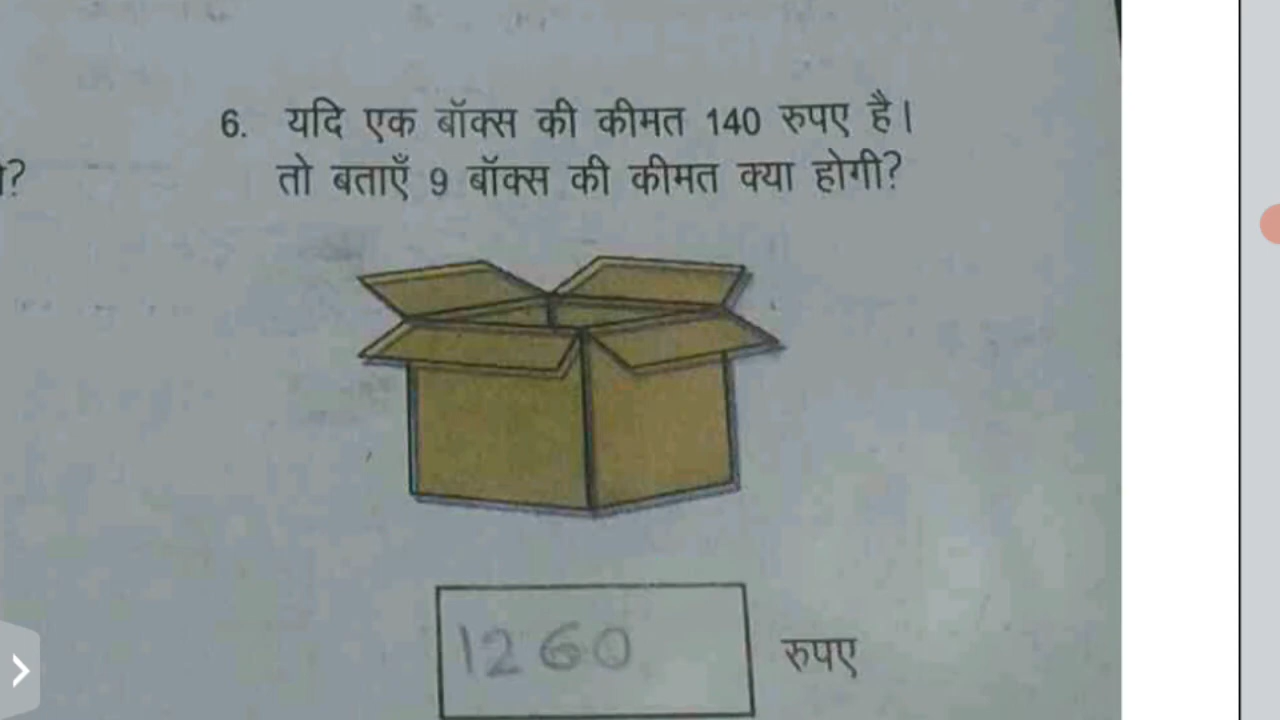 6. यदि एक बॉक्स की कीमत 140 रुपए है।
तो बताएँ 9 बॉक्स की कीमत क्या होगी?
?
1260 रुपए